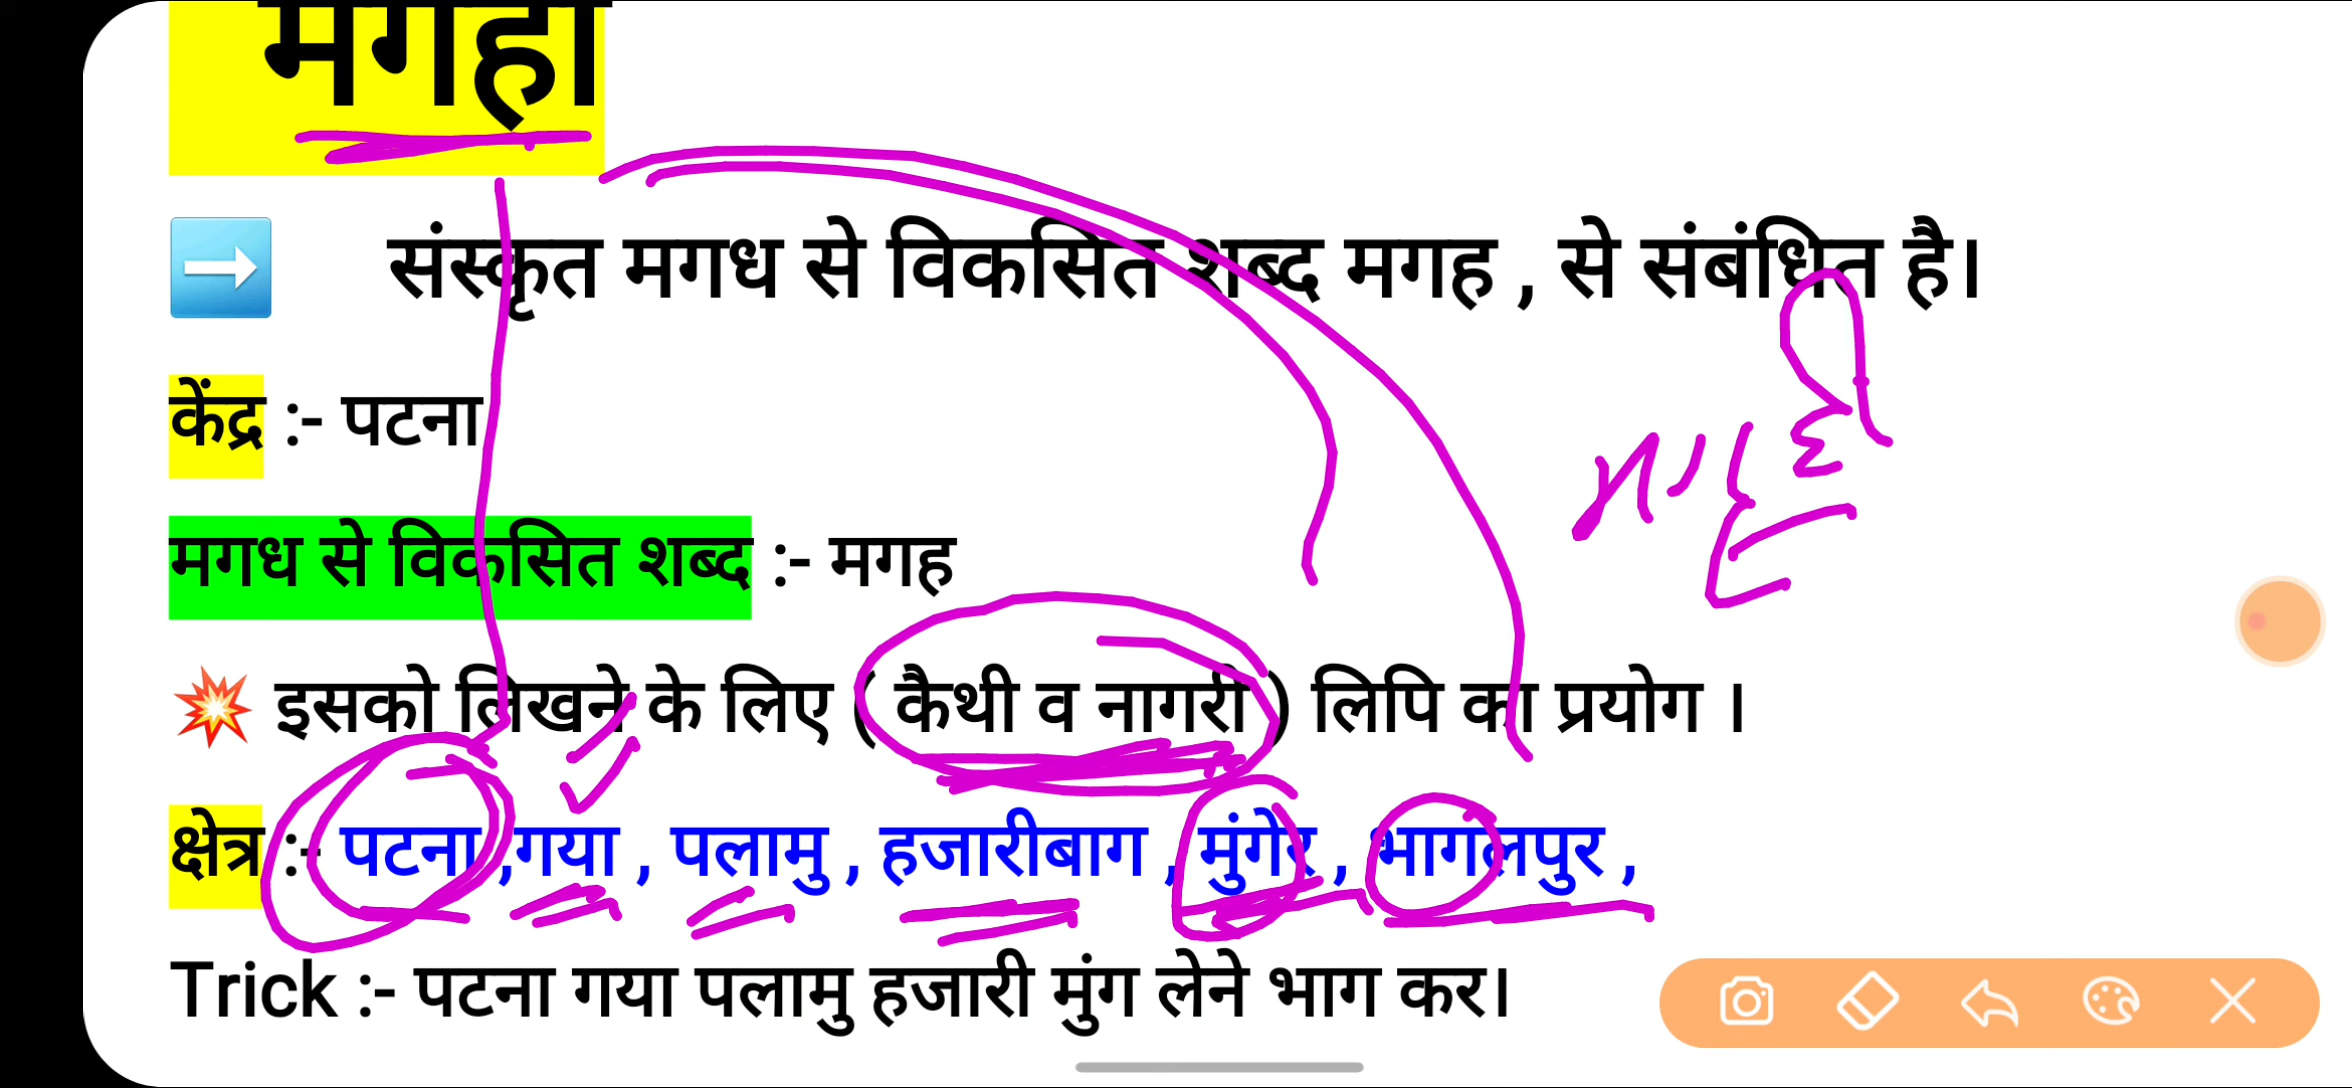 मगही
संस्कृत मगध से विकसित शब्द मगह , से संबंधित है।
केंद्र :- पटना
मगध से विकसित शब्द :- मगह
इसको लिखने के लिए ( कैथी व नागरी ) लिपि का प्रयोग ।
क्षेत्र :- पटना ,गया , पलामु , हजारीबाग , मुंगेर , भागलपुर ,
Trick :- पटना गया पलामु हजारी मुंग लेने भाग कर।